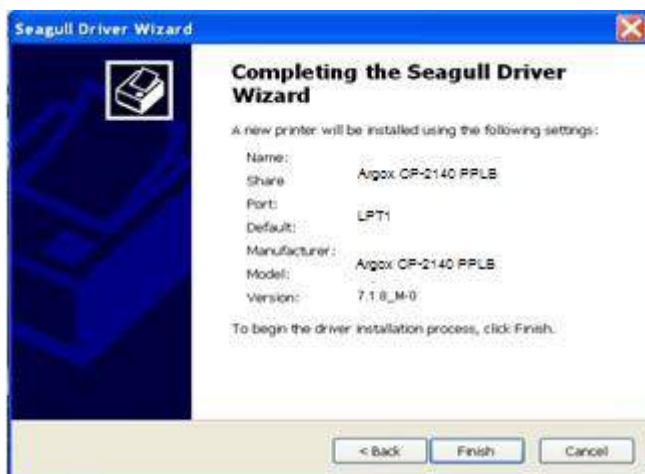 Seagull Driver Wizard
Completing the Seagull Driver
Wizard
A new printer will be installed using the following settings:
Name:
Argox CP-2140 PPLB
Share
Port:
LPT1
Default:
Manufacturer:
Argox CP-2140 PPLB
Model:
Version: 7.1.8_M-0
To begin the driver installation process, click Finish.
< Back Finish Cancel